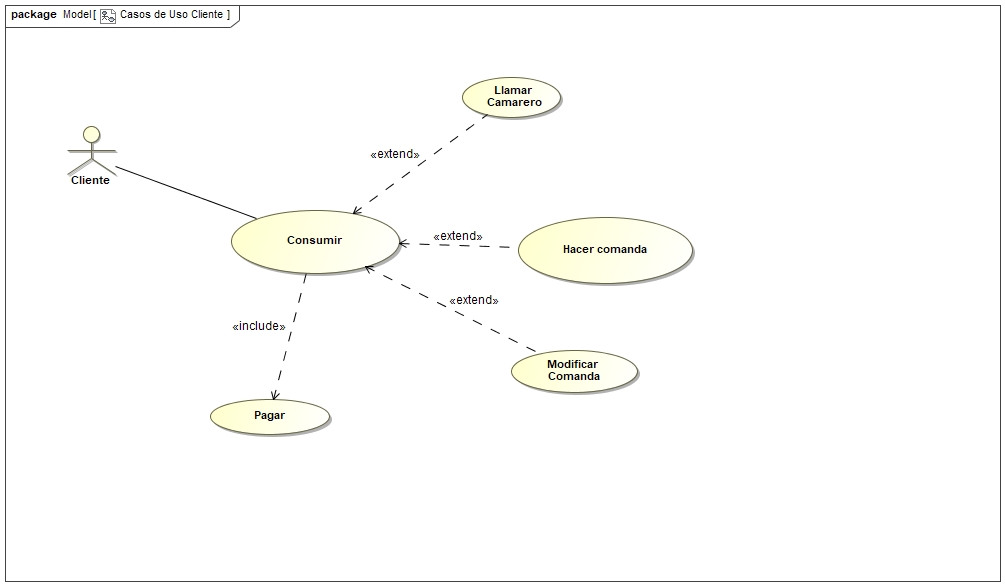 package Model [ Casos de Uso Cliente ]
Llamar
Camarero
«extend»
Cliente
Consumir
«extend»
Hacer comanda
«extend»
«include»
Modificar
Comanda
Pagar